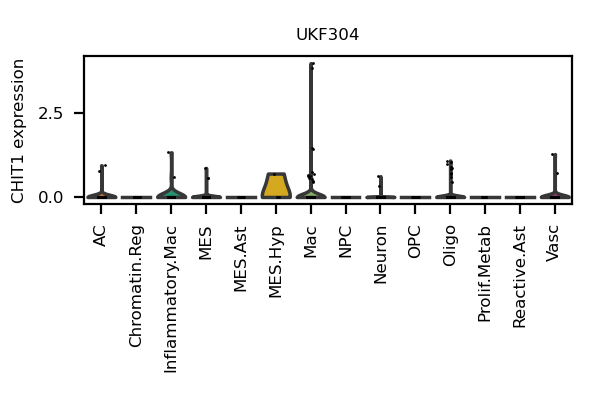 UKF304
CHIT1 expression
2.5
0.0
AC
Chromatin.Reg
Inflammatory.Mac
MES
MES.Ast
MES.Hyp
Mac
NPC
Neuron
OPC
Oligo
Prolif.Metab
Reactive.Ast
Vasc